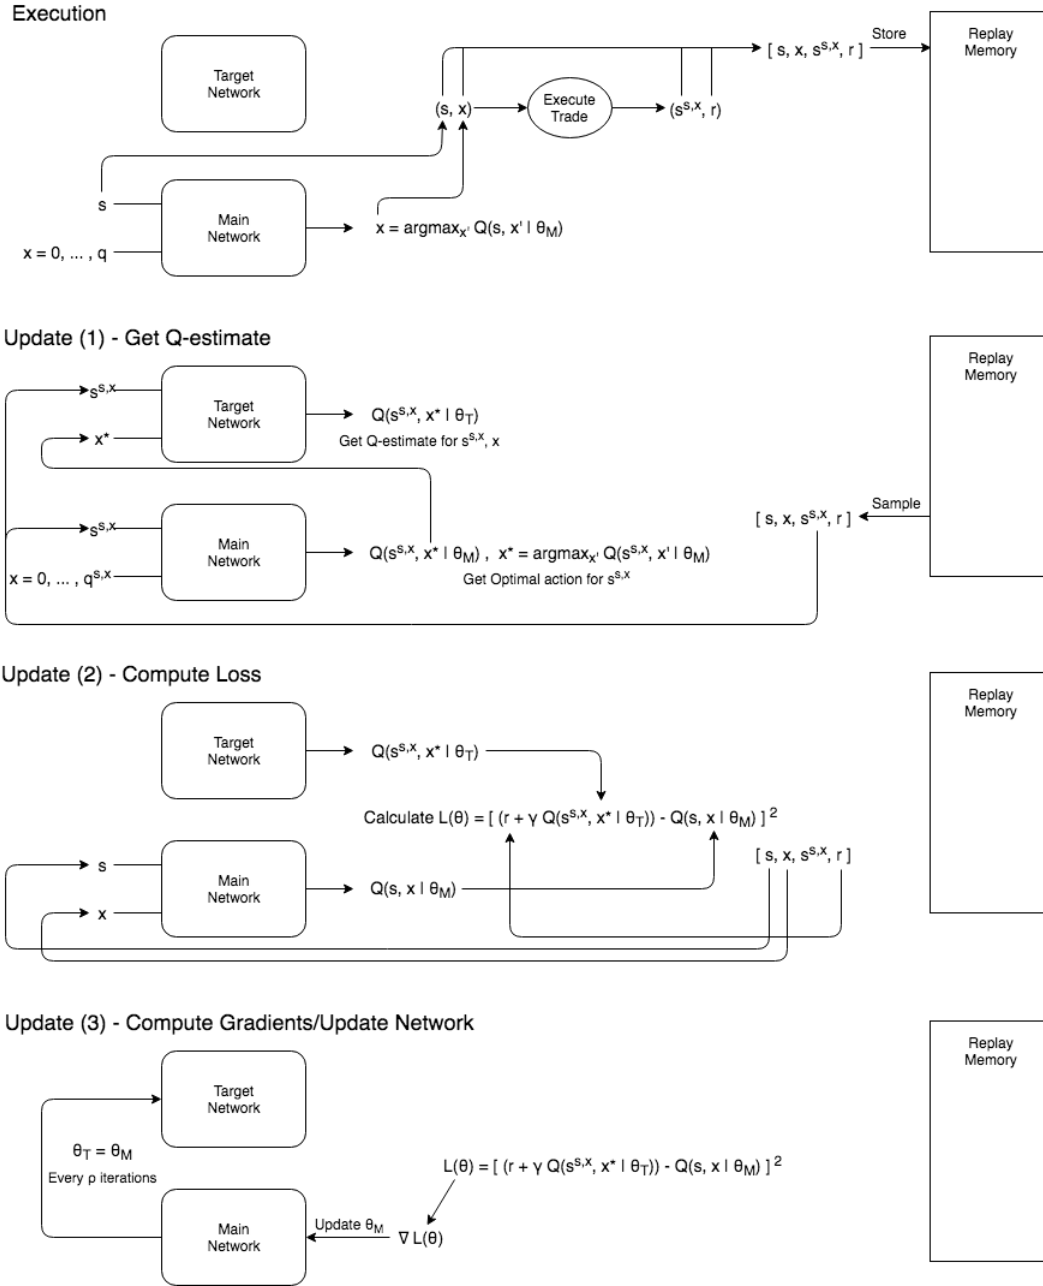 Execution
Target
Network
Replay
Memory
[ s, x, s^s,x, r ]
Store
(s, x)
Execute
Trade
(s^s,x, r)
s
Main
Network
x = argmax_x' Q(s, x' | θ_M)
x = 0, ... , q
Update (1) - Get Q-estimate
Replay
Memory
s^s,x
Target
Network
Q(s^s,x, x* | θ_T)
x*
Get Q-estimate for s^s,x, x
[ s, x, s^s,x, r ]
Sample
s^s,x
Main
Network
Q(s^s,x, x* | θ_M) , x* = argmax_x' Q(s^s,x, x' | θ_M)
x = 0, ... , q^s,x
Get Optimal action for s^s,x
Update (2) - Compute Loss
Replay
Memory
Target
Network
Q(s^s,x, x* | θ_T)
Calculate L(θ) = [ (r + γ Q(s^s,x, x* | θ_T)) - Q(s, x | θ_M) ]^2
[ s, x, s^s,x, r ]
s
Main
Network
Q(s, x | θ_M)
x
Update (3) - Compute Gradients/Update Network
Replay
Memory
Target
Network
θ_T = θ_M
Every ρ iterations
L(θ) = [ (r + γ Q(s^s,x, x* | θ_T)) - Q(s, x | θ_M) ]^2
Main
Network
Update θ_M
∇ L(θ)